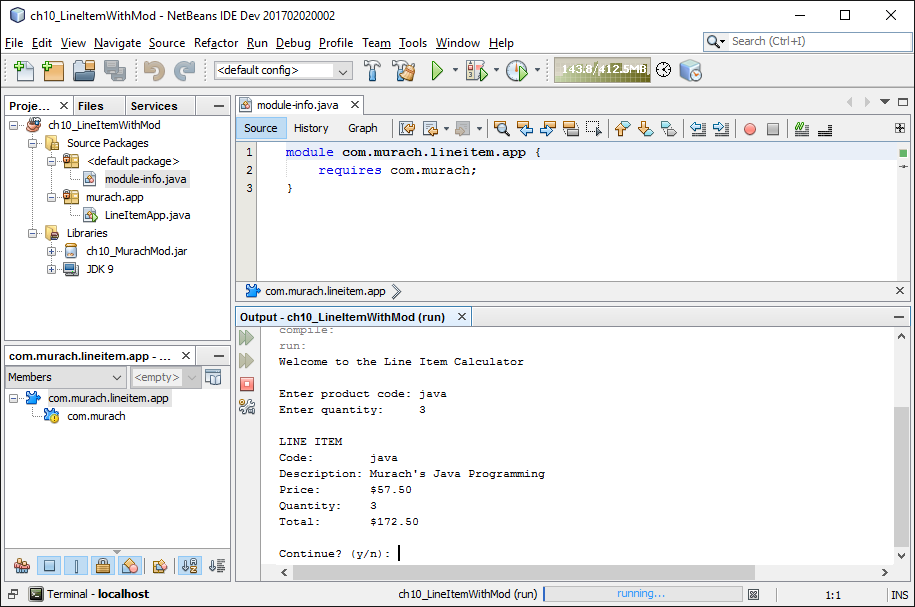 ch10_LineItemWithMod - NetBeans IDE Dev 201702020002
File Edit View Navigate Source Refactor Run Debug Profile Team Tools Window Help
Search (Ctrl+I)
<default config>
143.8/412.5MB
Proje... Files Services
ch10_LineItemWithMod
Source Packages
<default package>
module-info.java
murach.app
LineItemApp.java
Libraries
ch10_MurachMod.jar
JDK 9
module-info.java
Source History Graph
1 module com.murach.lineitem.app {
2 requires com.murach;
3 }
com.murach.lineitem.app
com.murach.lineitem.app - ...
Members <empty>
com.murach.lineitem.app
com.murach
Output - ch10_LineItemWithMod (run)
compile:
run:
Welcome to the Line Item Calculator
Enter product code: java
Enter quantity: 3
LINE ITEM
Code: java
Description: Murach's Java Programming
Price: $57.50
Quantity: 3
Total: $172.50
Continue? (y/n):
Terminal - localhost
ch10_LineItemWithMod (run)
running...
1:1
INS